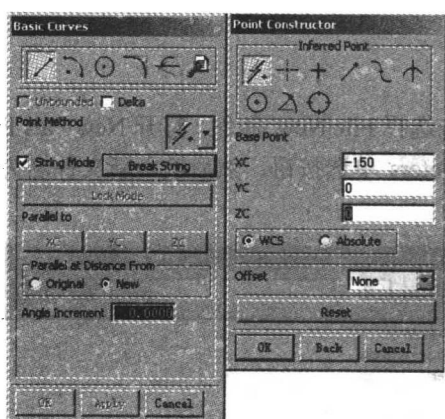 Basic Curves
Unbounded Delta
Point Method
String Mode Break String
Lock Mode
Parallel to
XC YC ZC
Parallel at Distance From
Original New
Angle Increment 0.0000
OK Apply Cancel
Point Constructor
Inferred Point
Base Point
XC -150
YC 0
ZC 0
WCS Absolute
Offset None
Reset
OK Back Cancel